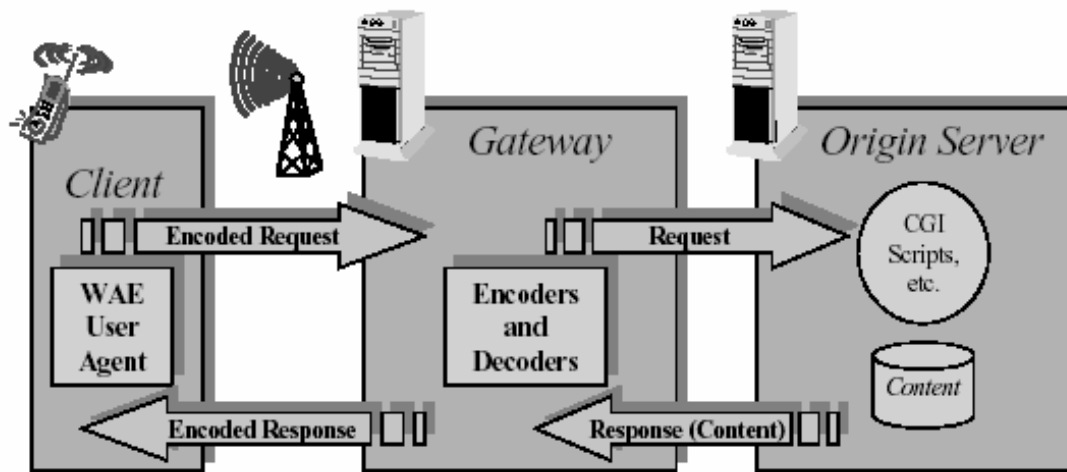 Client
Gateway
Origin Server
Encoded Request
Request
CGI
Scripts,
etc.
WAE
User
Agent
Encoders
and
Decoders
Content
Encoded Response
Response (Content)